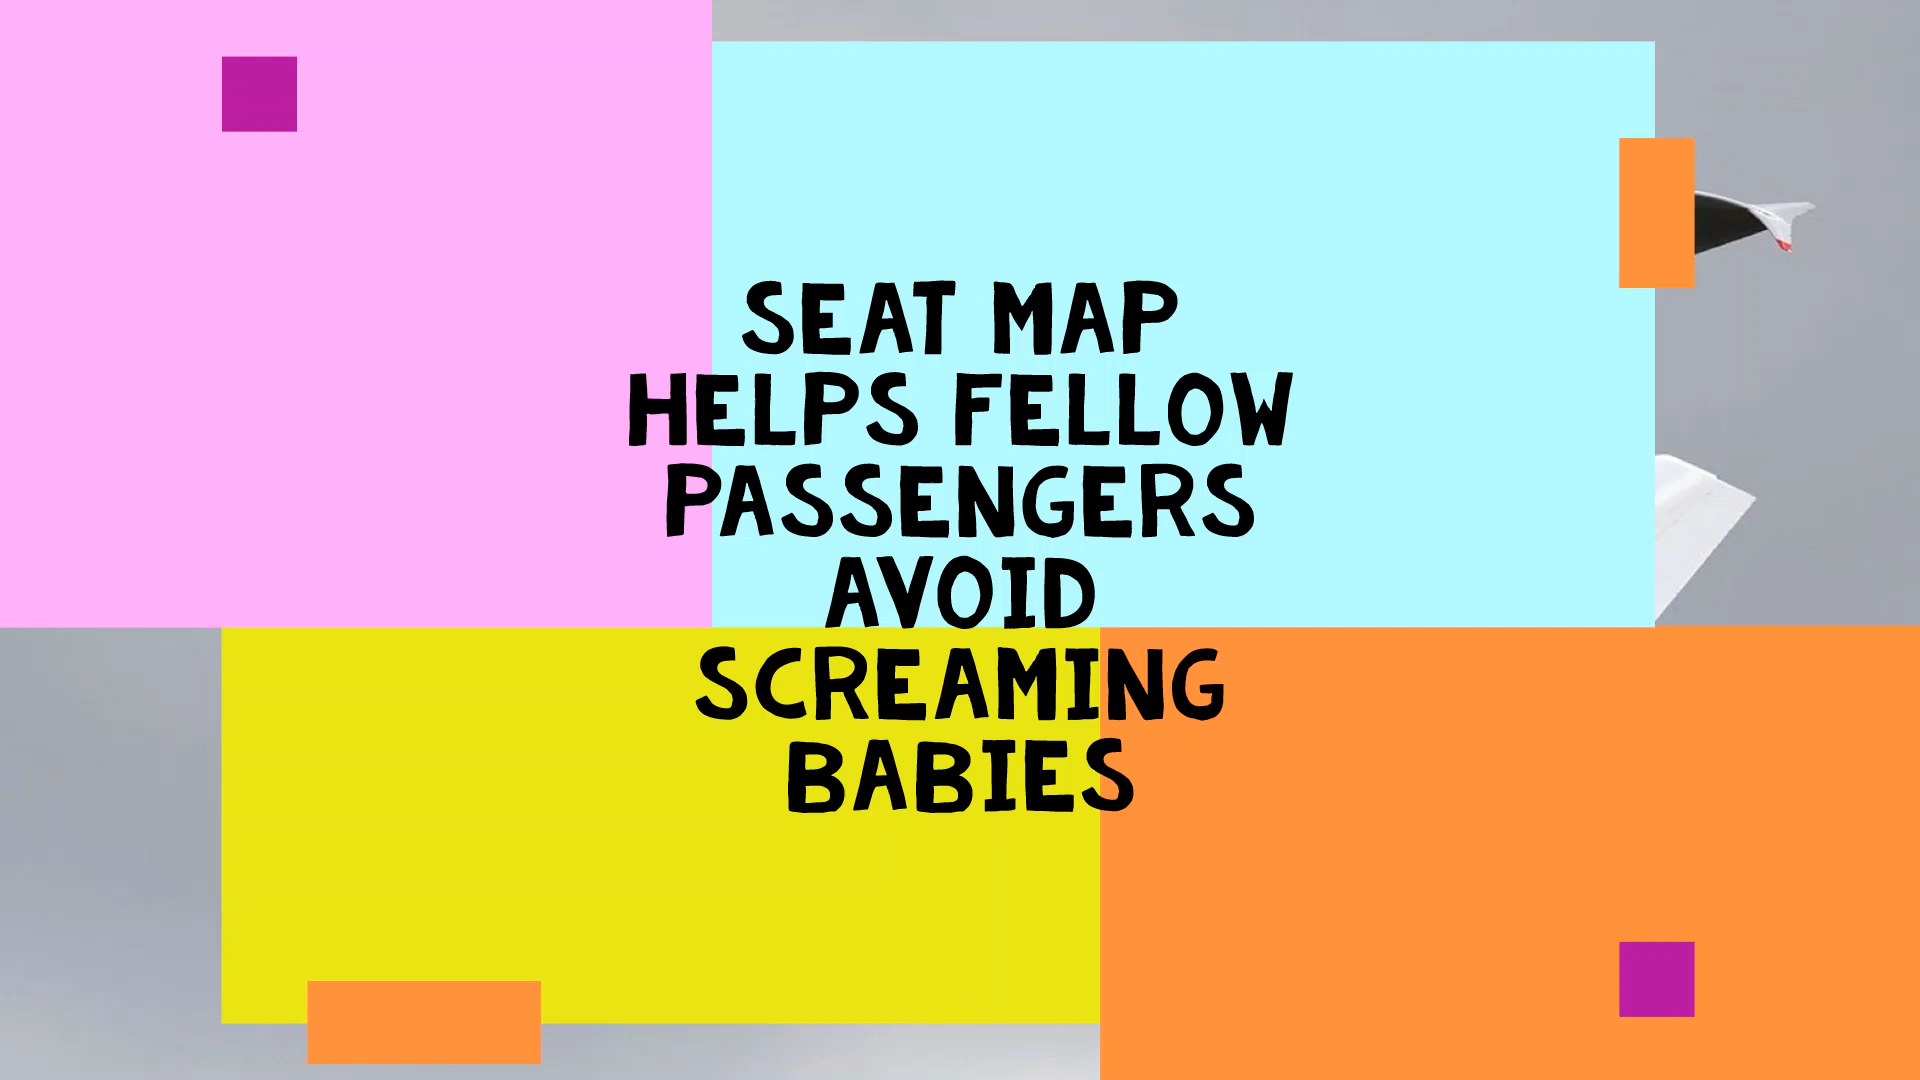 SEAT MAP
HELPS FELLOW
PASSENGERS
AVOID
SCREAMING
BABIES